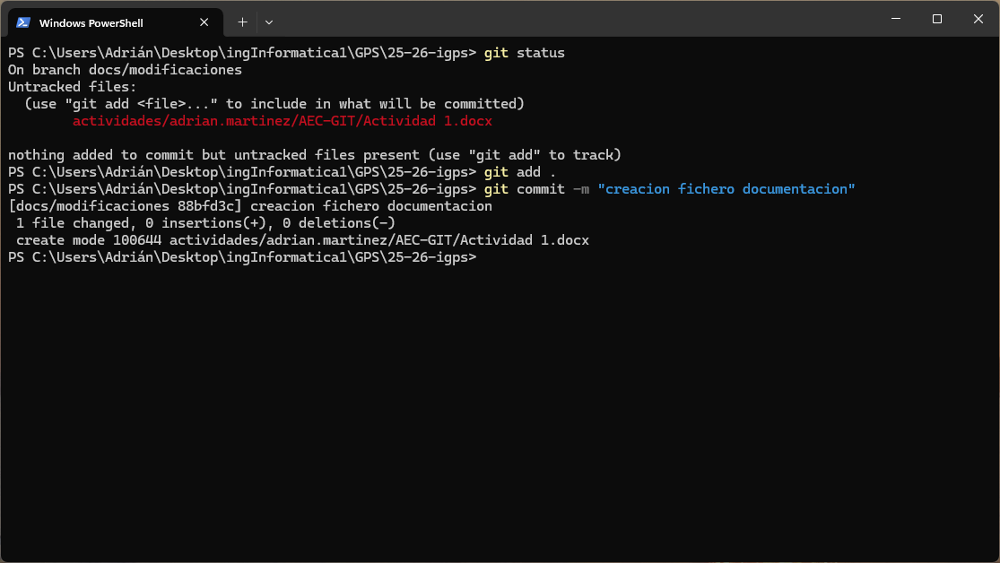 Windows PowerShell
PS C:\Users\Adrián\Desktop\ingInformatica1\GPS\25-26-igps> git status
On branch docs/modificaciones
Untracked files:
  (use "git add <file>..." to include in what will be committed)
        actividades/adrian.martinez/AEC-GIT/Actividad 1.docx

nothing added to commit but untracked files present (use "git add" to track)
PS C:\Users\Adrián\Desktop\ingInformatica1\GPS\25-26-igps> git add .
PS C:\Users\Adrián\Desktop\ingInformatica1\GPS\25-26-igps> git commit -m "creacion fichero documentacion"
[docs/modificaciones 88bfd3c] creacion fichero documentacion
 1 file changed, 0 insertions(+), 0 deletions(-)
 create mode 100644 actividades/adrian.martinez/AEC-GIT/Actividad 1.docx
PS C:\Users\Adrián\Desktop\ingInformatica1\GPS\25-26-igps>